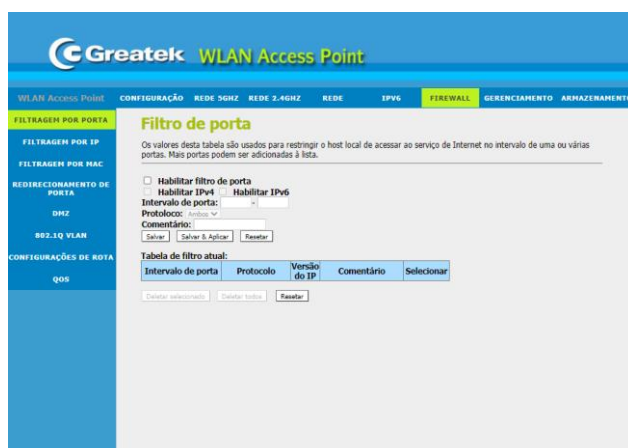 Greatek WLAN Access Point
WLAN Access Point CONFIGURAÇÃO REDE 5GHZ REDE 2.4GHZ REDE IPV6 FIREWALL GERENCIAMENTO ARMAZENAMENTO
FILTRAGEM POR PORTA
FILTRAGEM POR IP
FILTRAGEM POR MAC
REDIRECIONAMENTO DE
PORTA
DMZ
802.1Q VLAN
CONFIGURAÇÕES DE ROTA
QOS
Filtro de porta
Os valores desta tabela são usados para restringir o host local de acessar ao serviço de Internet no intervalo de uma ou várias
portas. Mais portas podem ser adicionadas à lista.
Habilitar filtro de porta
Habilitar IPv4 Habilitar IPv6
Intervalo de porta: -
Protoloco: Ambos
Comentário:
Salvar Salvar & Aplicar Resetar
Tabela de filtro atual:
Intervalo de porta Protocolo Versão do IP Comentário Selecionar
Deletar selecionado Deletar todos Resetar